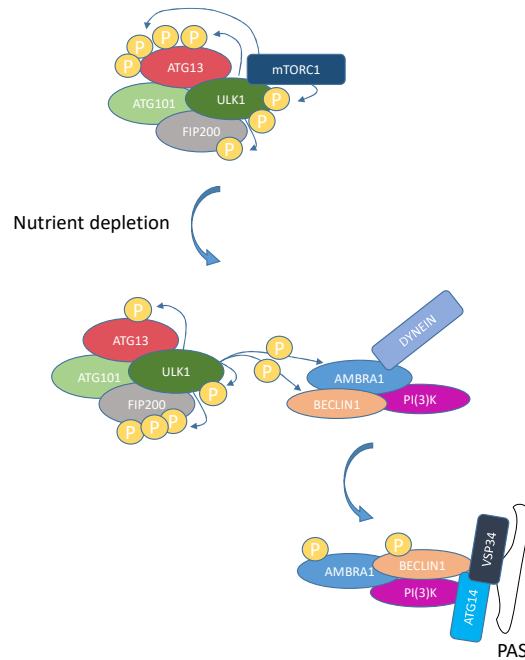 P
P
P
P
ATG13
mTORC1
ATG101
ULK1
P
P
FIP200
P
Nutrient depletion
P
ATG13
DYNEIN
P
ULK1
P
ATG101
AMBRA1
P
FIP200
BECLIN1
PI(3)K
P
P
P
P
P
VSP34
BECLIN1
AMBRA1
PI(3)K
ATG14
PAS